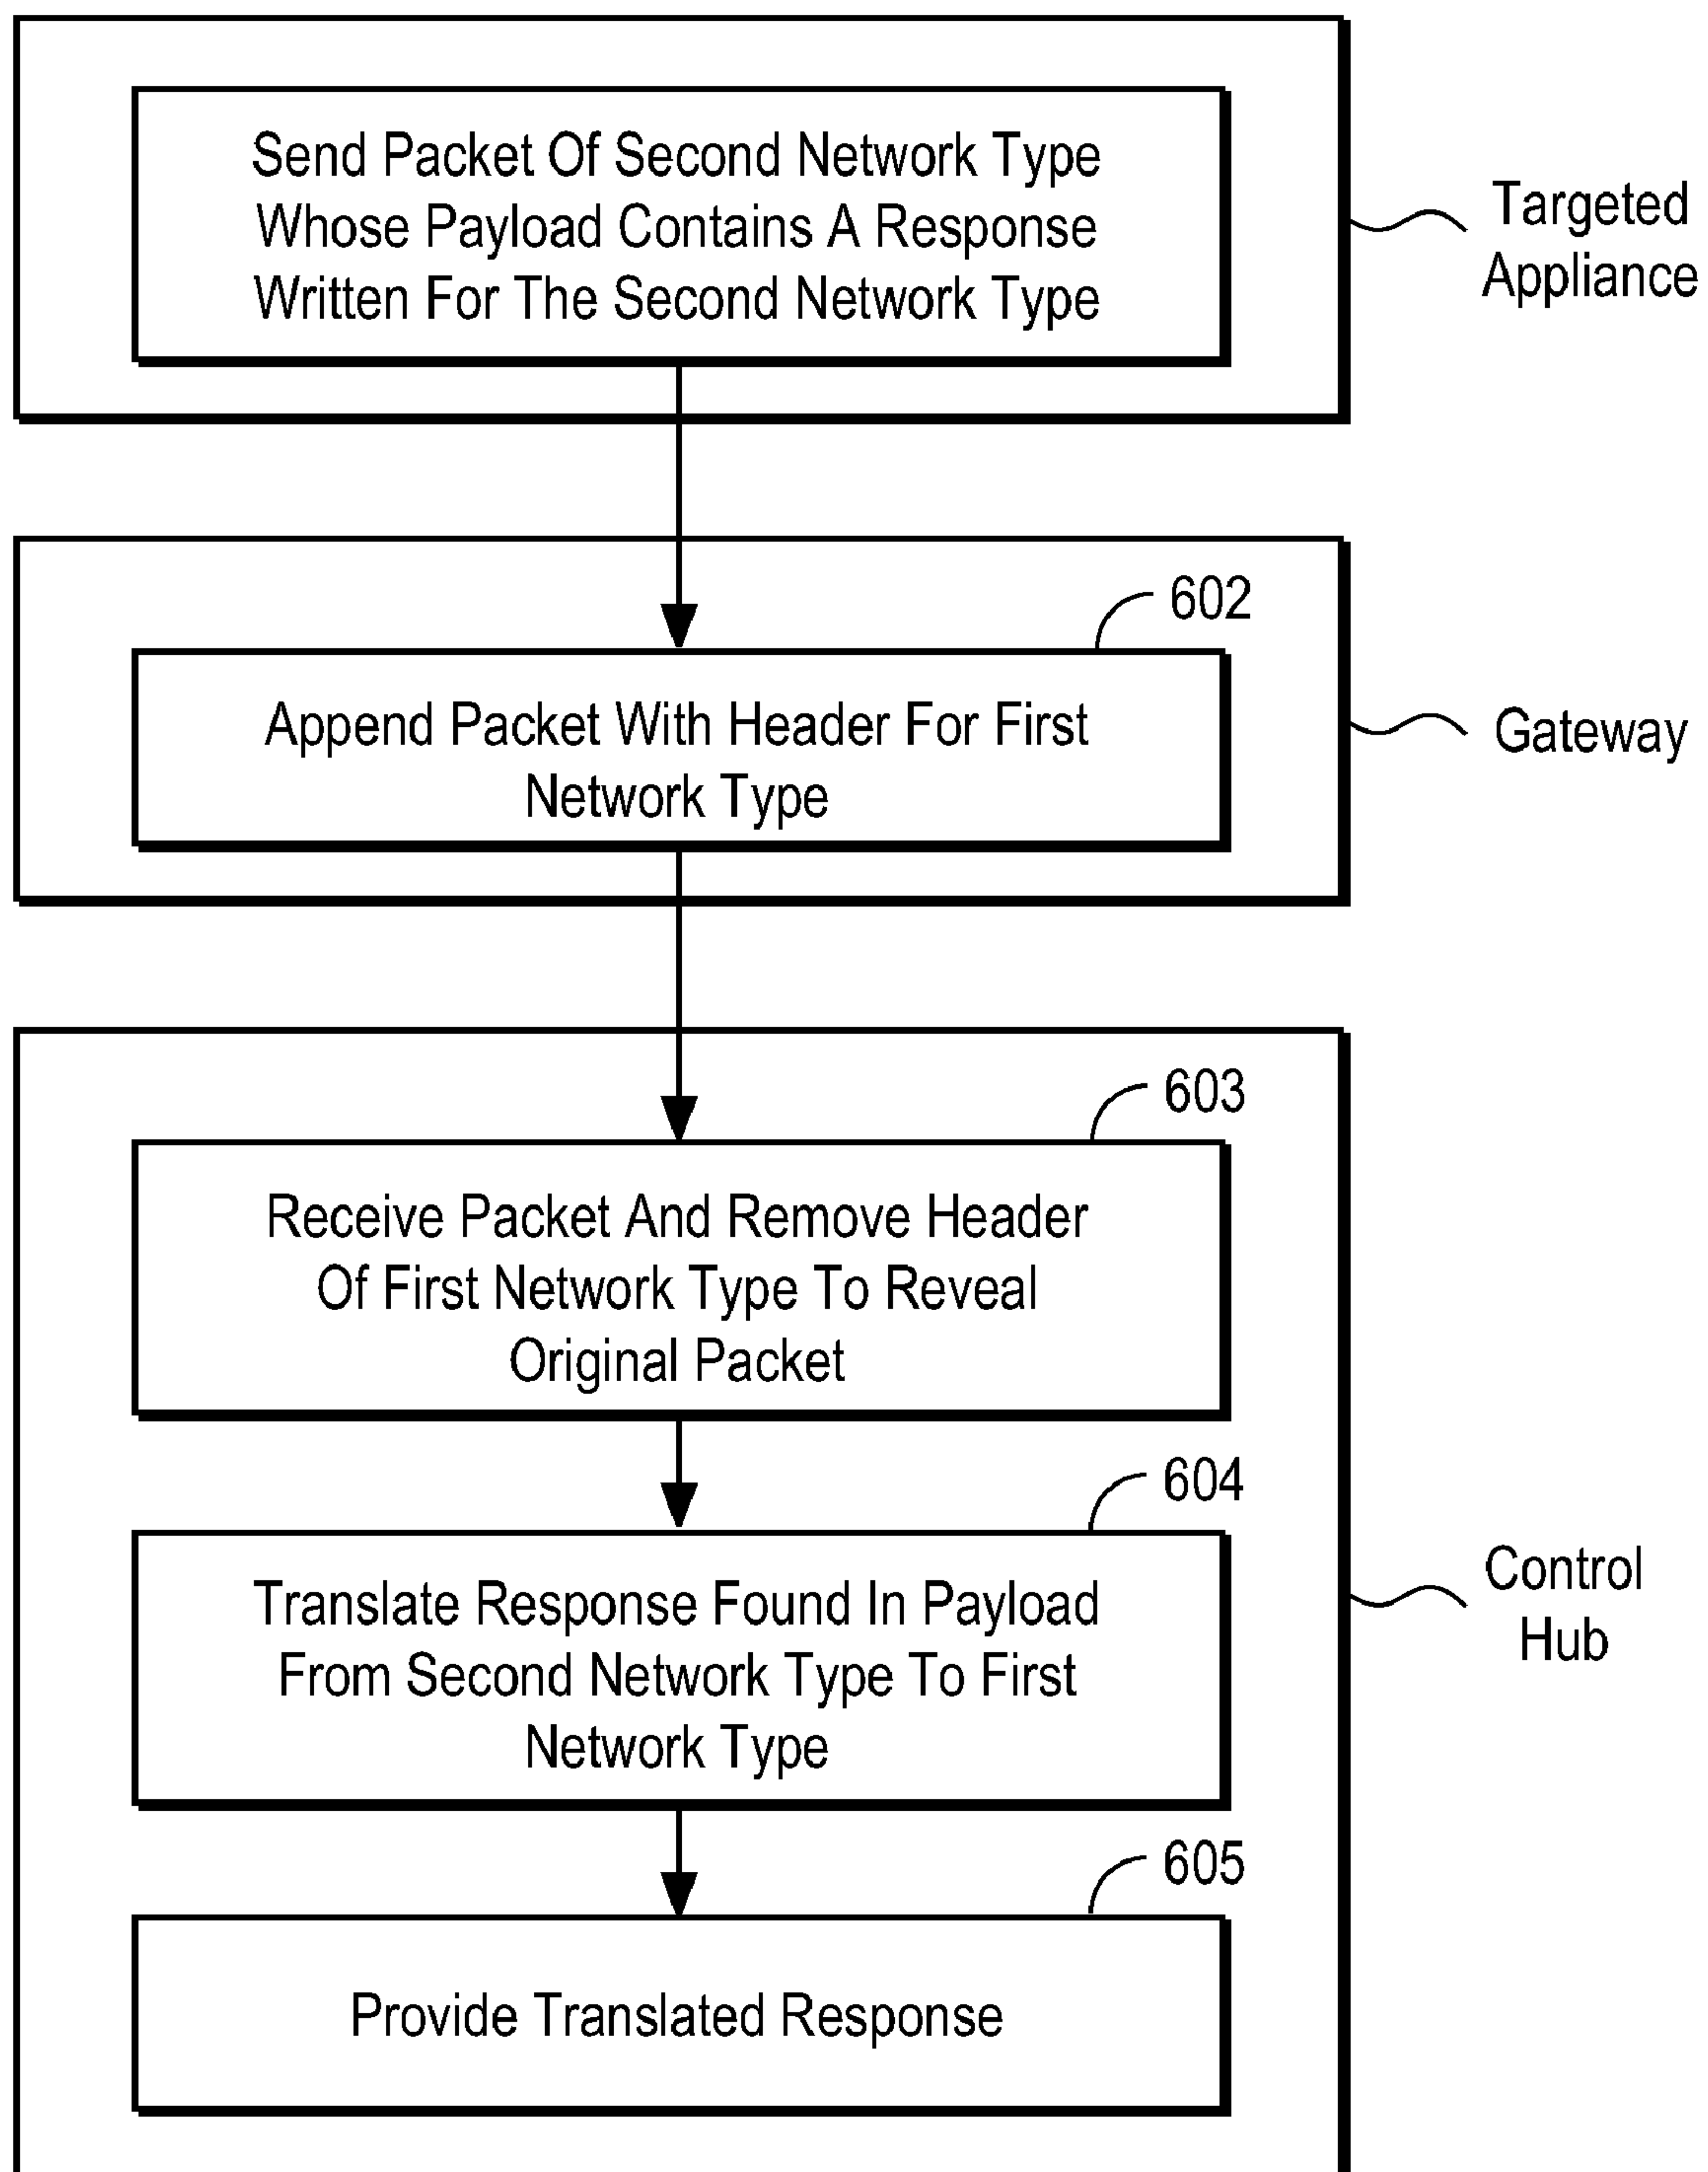 Send Packet Of Second Network Type
Whose Payload Contains A Response
Written For The Second Network Type
Targeted
Appliance
602
Append Packet With Header For First
Network Type
Gateway
603
Receive Packet And Remove Header
Of First Network Type To Reveal
Original Packet
604
Translate Response Found In Payload
From Second Network Type To First
Network Type
Control
Hub
605
Provide Translated Response